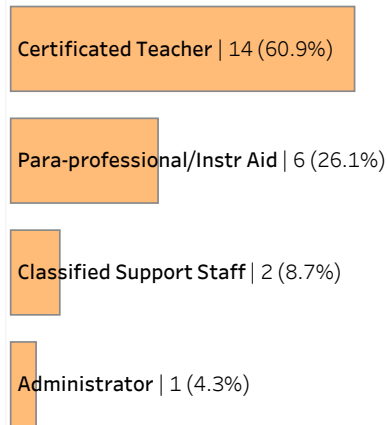 Certificated Teacher | 14 (60.9%)
Para-professional/Instr Aid | 6 (26.1%)
Classified Support Staff | 2 (8.7%)
Administrator | 1 (4.3%)